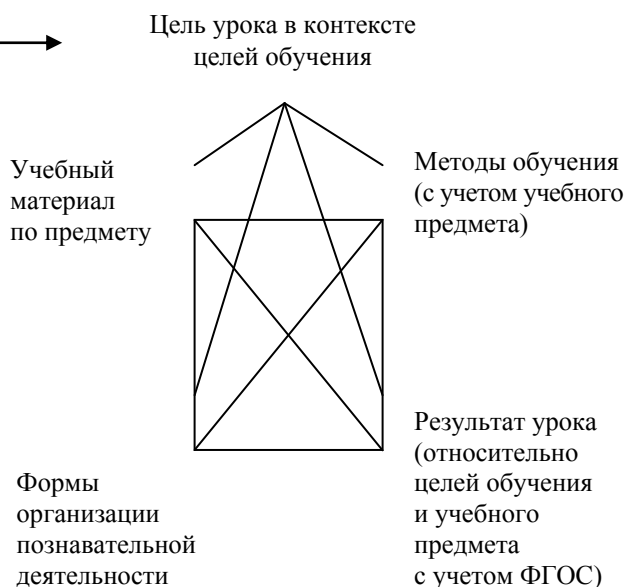 Цель урока в контексте
целей обучения
Учебный
материал
по предмету
Методы обучения
(с учетом учебного
предмета)
Формы
организации
познавательной
деятельности
Результат урока
(относительно
целей обучения
и учебного
предмета
с учетом ФГОС)